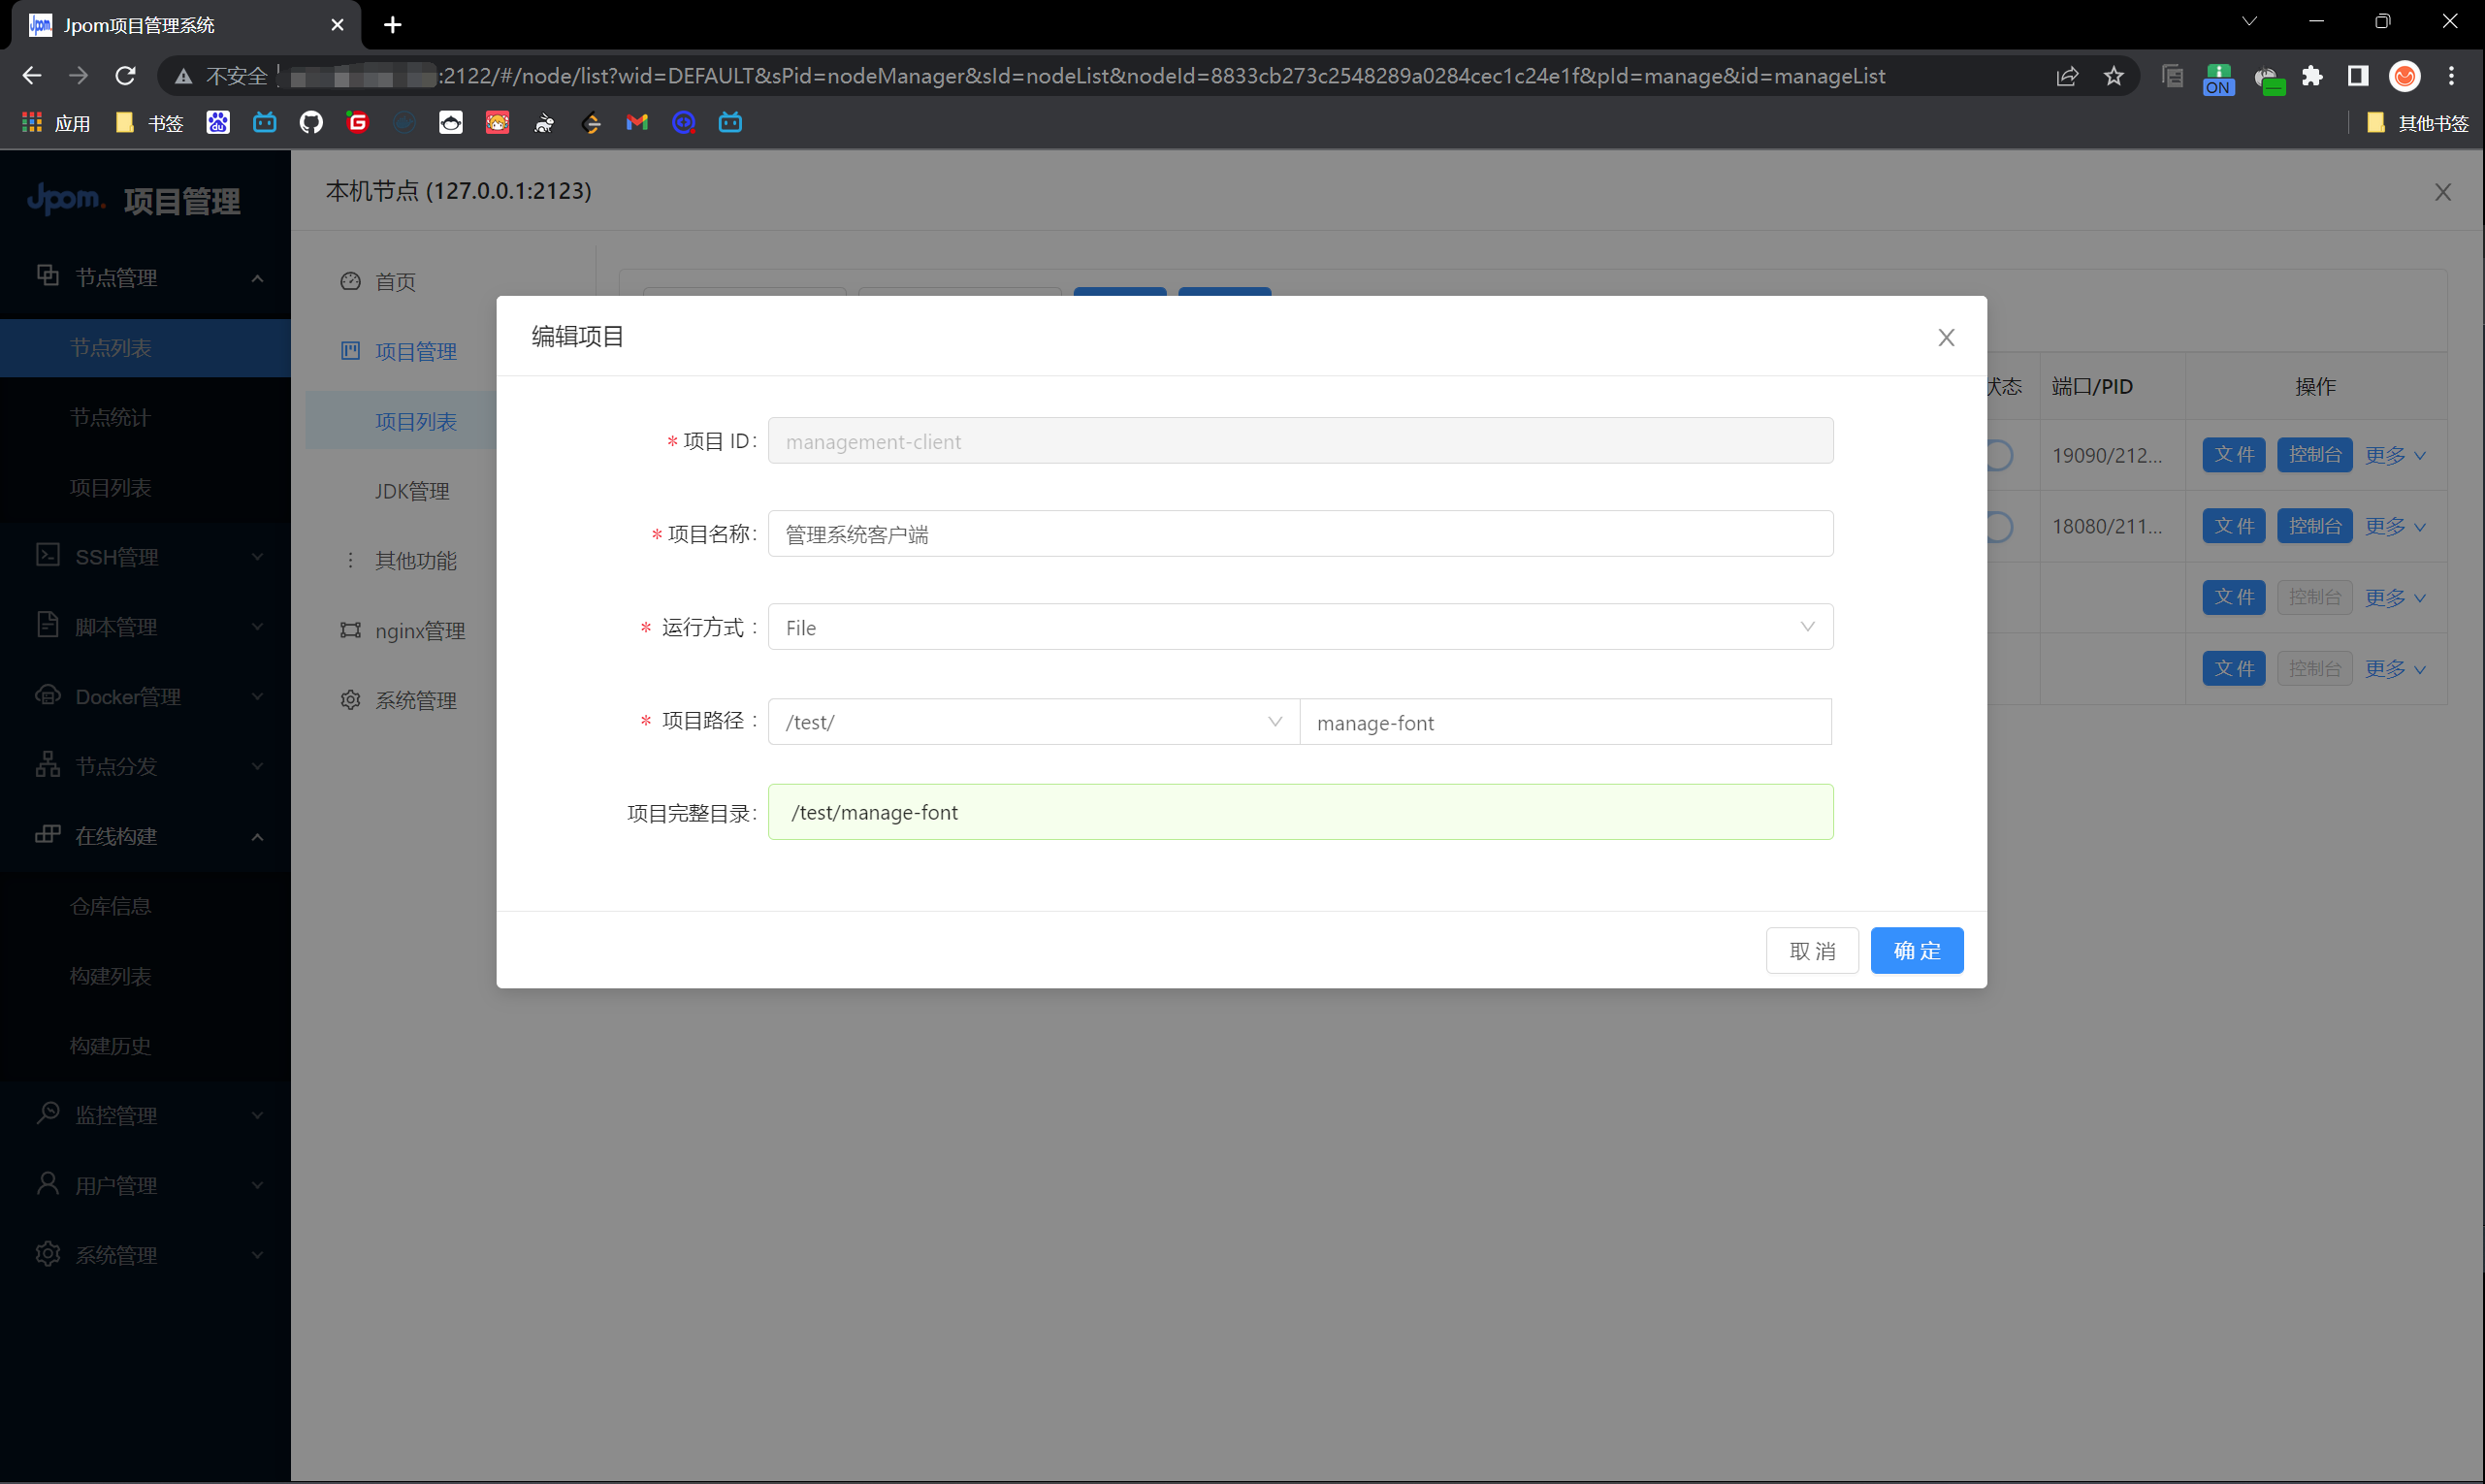 Jpom项目管理系统
不安全 :2122/#/node/list?wid=DEFAULT&sPid=nodeManager&sId=nodeList&nodeId=8833cb273c2548289a0284cec1c24e1f&pId=manage&id=manageList
ON
应用 书签 其他书签
Jpom. 项目管理
节点管理
节点列表
节点统计
项目列表
SSH管理
脚本管理
Docker管理
节点分发
在线构建
仓库信息
构建列表
构建历史
监控管理
用户管理
系统管理
本机节点 (127.0.0.1:2123)
首页
项目管理
项目列表
JDK管理
其他功能
nginx管理
系统管理
状态 端口/PID 操作
19090/212... 文件 控制台 更多
18080/211... 文件 控制台 更多
文件 控制台 更多
文件 控制台 更多
编辑项目
* 项目 ID: management-client
* 项目名称: 管理系统客户端
* 运行方式 : File
* 项目路径 : /test/ manage-font
项目完整目录: /test/manage-font
取消 确定